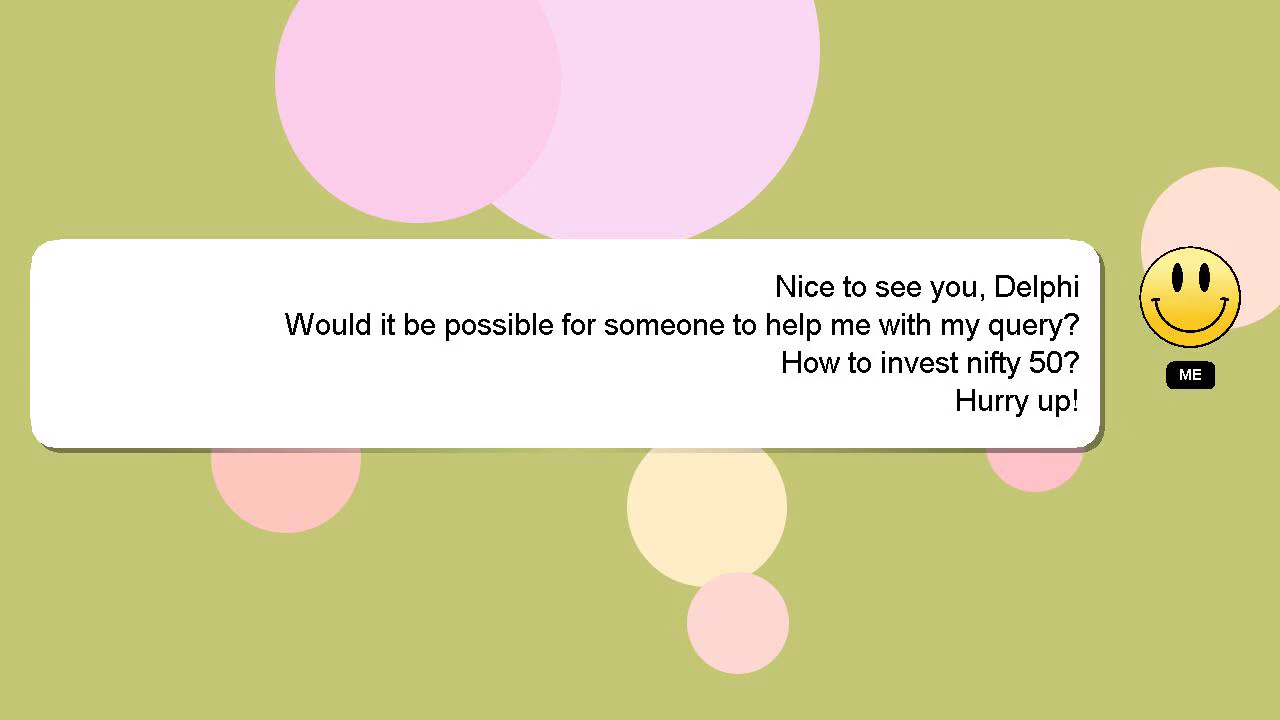 Nice to see you, Delphi
Would it be possible for someone to help me with my query?
How to invest nifty 50?
Hurry up!
ME